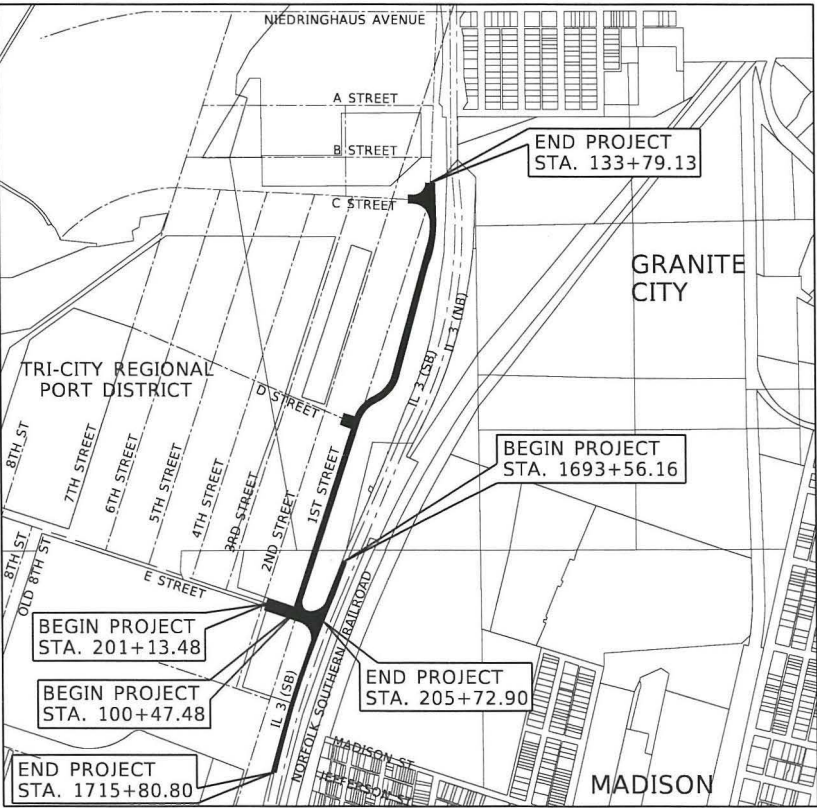 NIEDRINGHAUS AVENUE
A STREET
B STREET
END PROJECT
STA. 133+79.13
C STREET
GRANITE
CITY
IL 3 (NB)
IL 3 (SB)
TRI-CITY REGIONAL
PORT DISTRICT
D STREET
BEGIN PROJECT
STA. 1693+56.16
8TH ST
7TH STREET
6TH STREET
5TH STREET
4TH STREET
3RD STREET
2ND STREET
1ST STREET
8TH ST
OLD 8TH ST
E STREET
BEGIN PROJECT
STA. 201+13.48
END PROJECT
STA. 205+72.90
BEGIN PROJECT
STA. 100+47.48
IL 3 (SB)
NORFOLK SOUTHERN RAILROAD
MADISON ST
JEFFERSON ST
END PROJECT
STA. 1715+80.80
MADISON